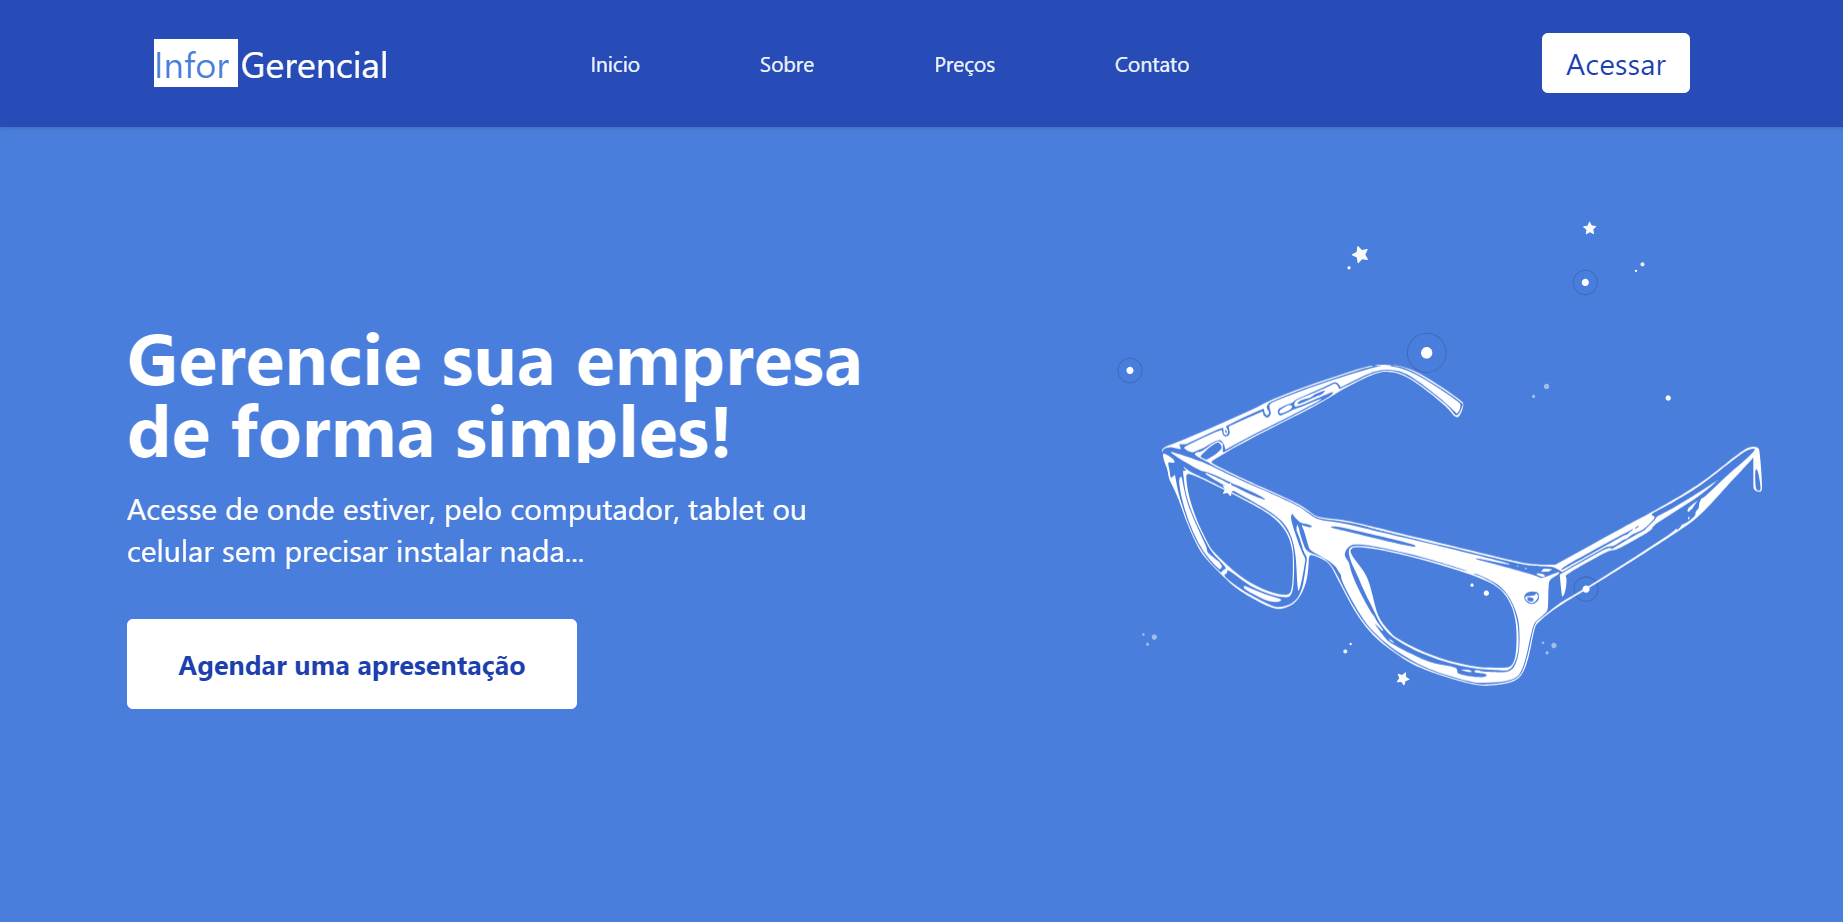 Infor Gerencial
Inicio
Sobre
Preços
Contato
Acessar
Gerencie sua empresa
de forma simples!
Acesse de onde estiver, pelo computador, tablet ou
celular sem precisar instalar nada...
Agendar uma apresentação